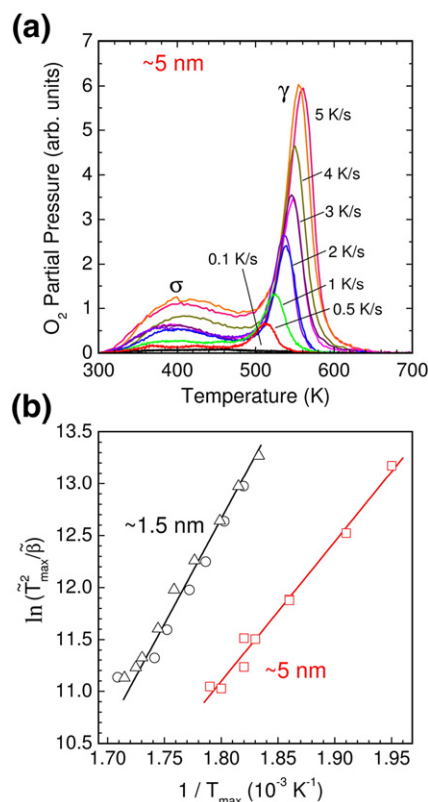 (a)
~5 nm
σ
γ
5 K/s
4 K/s
3 K/s
2 K/s
1 K/s
0.5 K/s
0.1 K/s
O₂ Partial Pressure (arb. units)
0 1 2 3 4 5 6 7
300 400 500 600 700
Temperature (K)
(b)
~1.5 nm
~5 nm
ln (T̃²max/β̃)
10.5 11.0 11.5 12.0 12.5 13.0 13.5
1.70 1.75 1.80 1.85 1.90 1.95
1 / Tmax (10⁻³ K⁻¹)